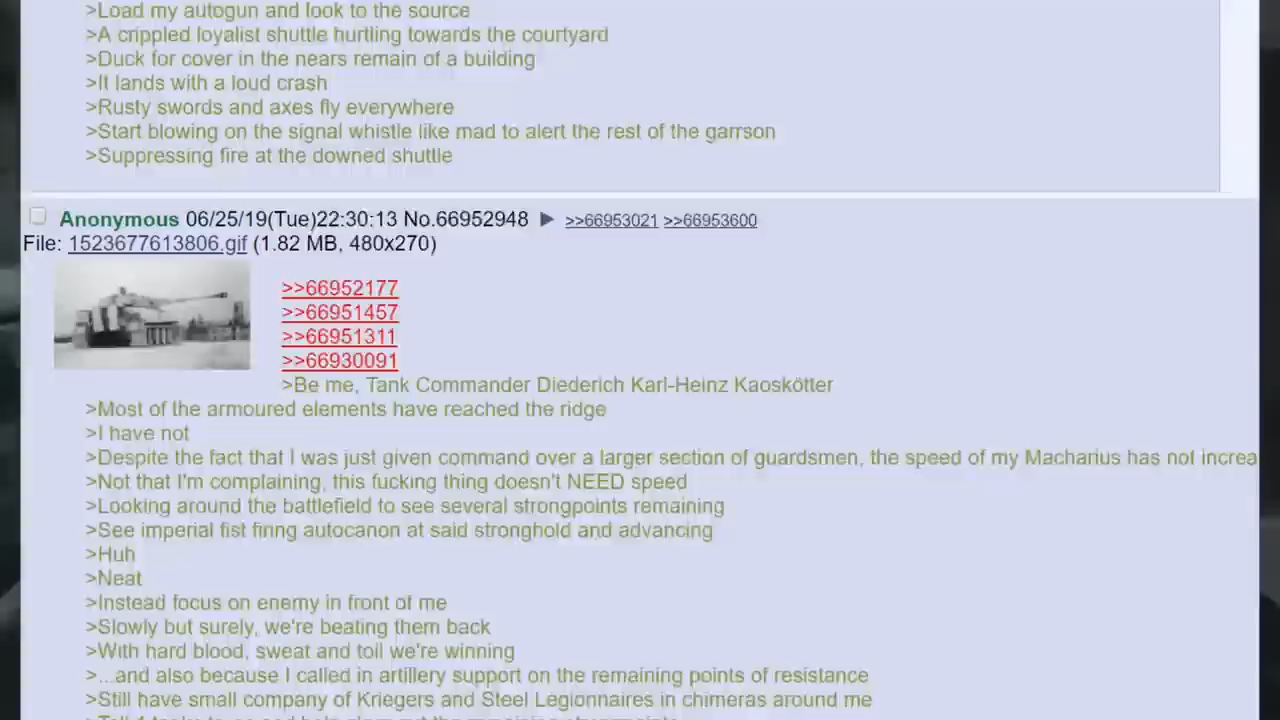 >Load my autogun and look to the source
>A crippled loyalist shuttle hurtling towards the courtyard
>Duck for cover in the nears remain of a building
>It lands with a loud crash
>Rusty swords and axes fly everywhere
>Start blowing on the signal whistle like mad to alert the rest of the garrson
>Suppressing fire at the downed shuttle
Anonymous 06/25/19(Tue)22:30:13 No.66952948 ▶ >>66953021 >>66953600
File: 1523677613806.gif (1.82 MB, 480x270)
>>66952177
>>66951457
>>66951311
>>66930091
>Be me, Tank Commander Diederich Karl-Heinz Kaoskötter
>Most of the armoured elements have reached the ridge
>I have not
>Despite the fact that I was just given command over a larger section of guardsmen, the speed of my Macharius has not increa
>Not that I'm complaining, this fucking thing doesn't NEED speed
>Looking around the battlefield to see several strongpoints remaining
>See imperial fist firing autocanon at said stronghold and advancing
>Huh
>Neat
>Instead focus on enemy in front of me
>Slowly but surely, we're beating them back
>With hard blood, sweat and toil we're winning
>...and also because I called in artillery support on the remaining points of resistance
>Still have small company of Kriegers and Steel Legionnaires in chimeras around me